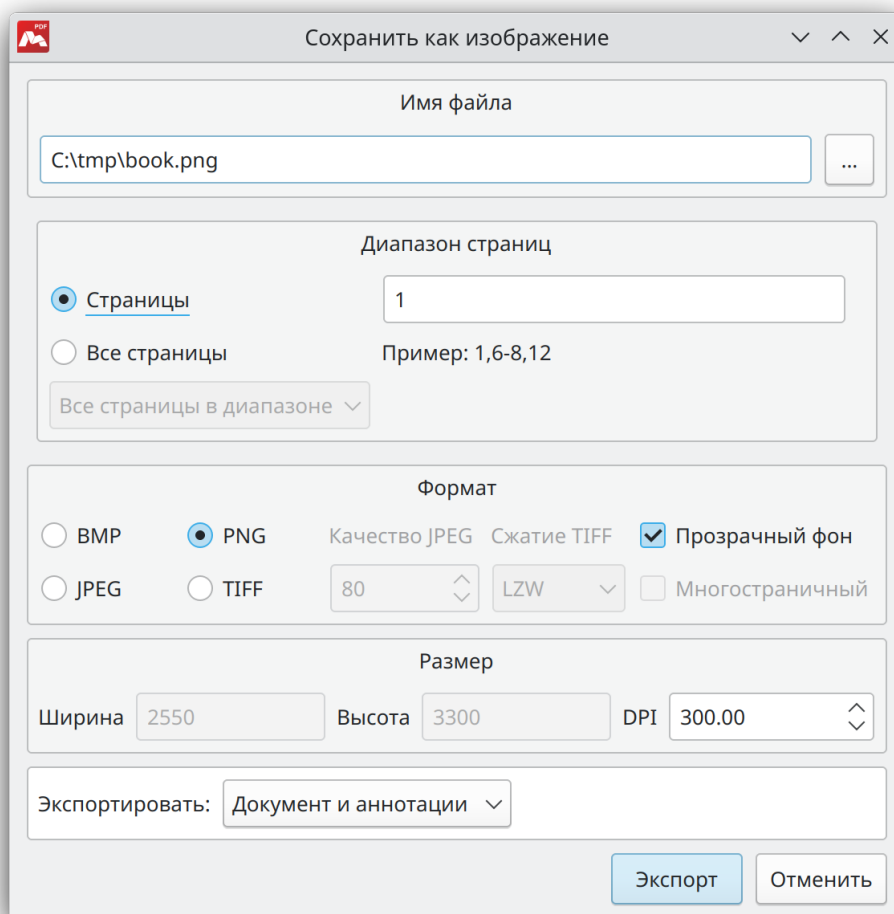 PDF
Сохранить как изображение
Имя файла
C:\tmp\book.png
...
Диапазон страниц
Страницы 1
Все страницы Пример: 1,6-8,12
Все страницы в диапазоне
Формат
BMP PNG Качество JPEG Сжатие TIFF Прозрачный фон
JPEG TIFF 80 LZW Многостраничный
Размер
Ширина 2550 Высота 3300 DPI 300.00
Экспортировать: Документ и аннотации
Экспорт Отменить